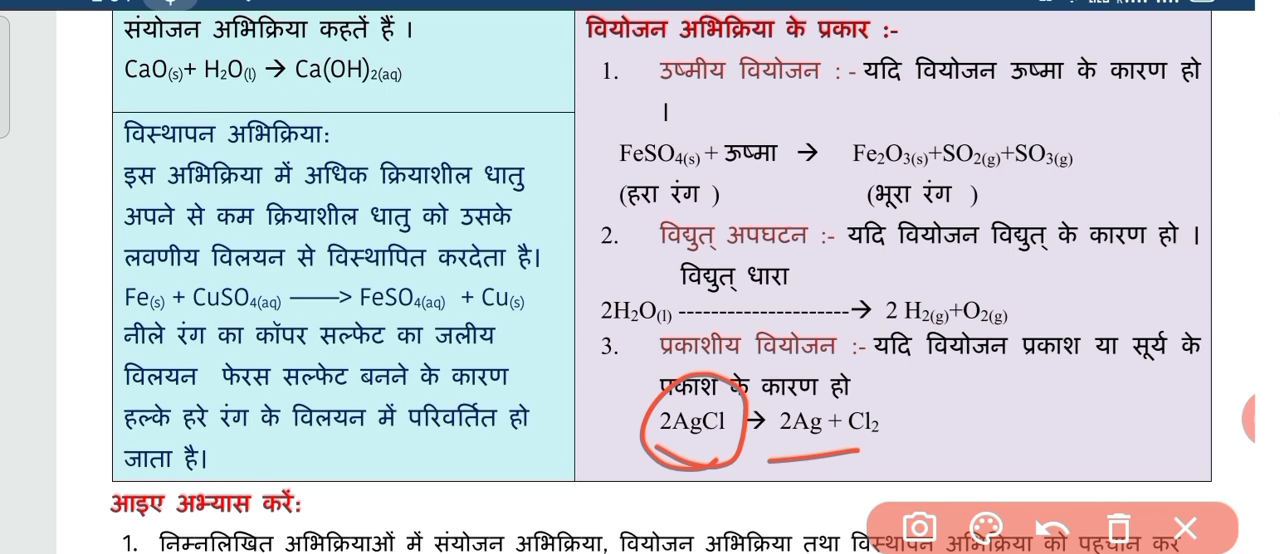 संयोजन अभिक्रिया कहतें हैं ।
CaO(s)+ H₂O(l) → Ca(OH)₂(aq)
विस्थापन अभिक्रिया:
इस अभिक्रिया में अधिक क्रियाशील धातु
अपने से कम क्रियाशील धातु को उसके
लवणीय विलयन से विस्थापित करदेता है।
Fe(s) + CuSO₄(aq) ——> FeSO₄(aq) + Cu(s)
नीले रंग का कॉपर सल्फेट का जलीय
विलयन फेरस सल्फेट बनने के कारण
हल्के हरे रंग के विलयन में परिवर्तित हो
जाता है।
वियोजन अभिक्रिया के प्रकार :-
1. उष्मीय वियोजन : - यदि वियोजन ऊष्मा के कारण हो
।
FeSO₄(s) + ऊष्मा → Fe₂O₃(s)+SO₂(g)+SO₃(g)
(हरा रंग ) (भूरा रंग )
2. विद्युत् अपघटन :- यदि वियोजन विद्युत् के कारण हो ।
विद्युत् धारा
2H₂O(l) ---------------------→ 2 H₂(g)+O₂(g)
3. प्रकाशीय वियोजन :- यदि वियोजन प्रकाश या सूर्य के
प्रकाश के कारण हो
2AgCl → 2Ag + Cl₂
आइए अभ्यास करें:
1. निम्नलिखित अभिक्रियाओं में संयोजन अभिक्रिया, वियोजन अभिक्रिया तथा विस्थापन अभिक्रिया को पहचान कर